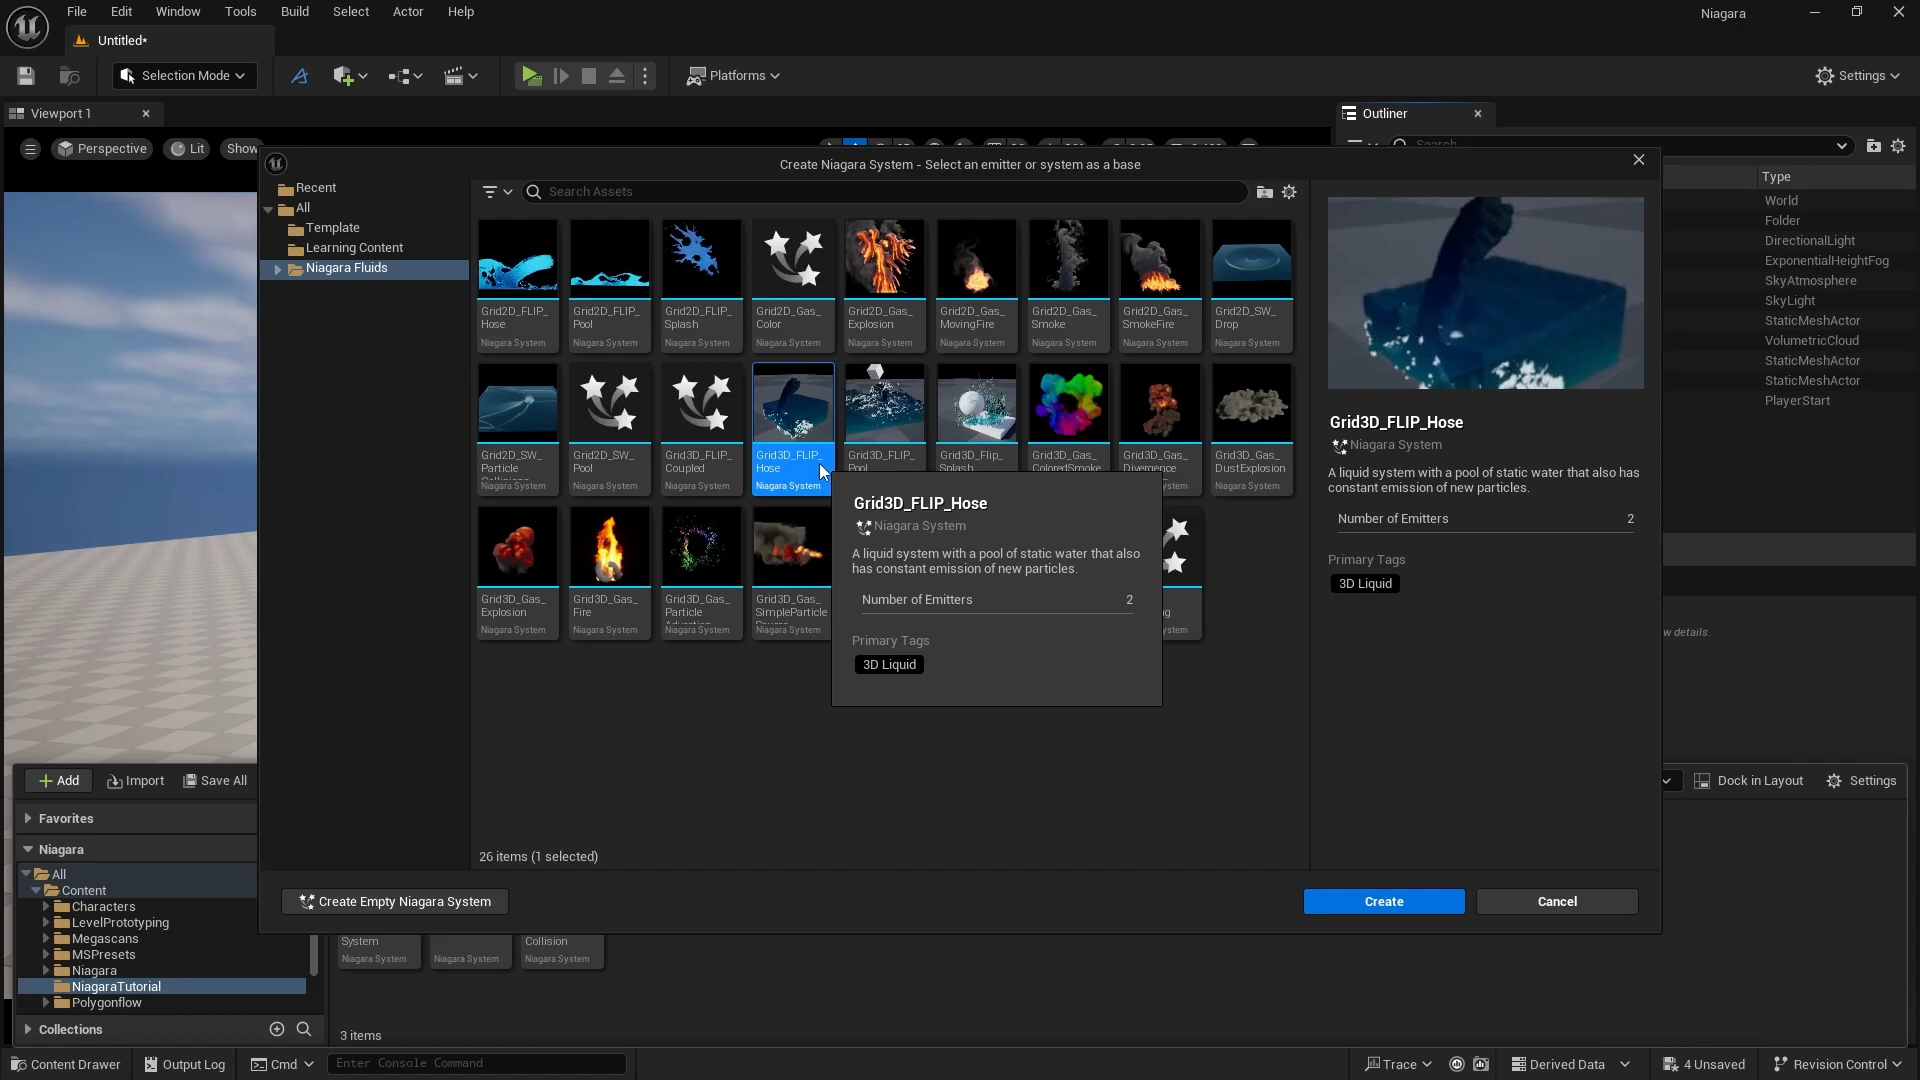 File Edit Window Tools Build Select Actor Help
Niagara
Untitled*
Selection Mode
Platforms
Settings
Viewport 1
Outliner
Perspective Lit Show
Search
Create Niagara System - Select an emitter or system as a base
Recent
All
Template
Learning Content
Niagara Fluids
Search Assets
Type
World
Folder
DirectionalLight
ExponentialHeightFog
SkyAtmosphere
SkyLight
StaticMeshActor
VolumetricCloud
StaticMeshActor
StaticMeshActor
PlayerStart
Grid2D_FLIP_ Grid2D_FLIP_ Grid2D_FLIP_ Grid2D_Gas_ Grid2D_Gas_ Grid2D_Gas_ Grid2D_Gas_ Grid2D_Gas_ Grid2D_SW_
Hose Pool Splash Color Explosion MovingFire Smoke SmokeFire Drop
Niagara System Niagara System Niagara System Niagara System Niagara System Niagara System Niagara System Niagara System Niagara System
Grid2D_SW_ Grid2D_SW_ Grid3D_FLIP_ Grid3D_FLIP_ Grid3D_FLIP_ Grid3D_Flip_ Grid3D_Gas_ Grid3D_Gas_ Grid3D_Gas_
Particle Pool Coupled Hose Pool Splash ColoredSmoke Divergence DustExplosion
Collisions
Niagara System Niagara System Niagara System Niagara System ystem Niagara System
Grid3D_Gas_ Grid3D_Gas_ Grid3D_Gas_ Grid3D_Gas_
Explosion Fire Particle SimpleParticle ng
Advection Source
Niagara System Niagara System Niagara System Niagara System ystem
Grid3D_FLIP_Hose
Niagara System
A liquid system with a pool of static water that also
has constant emission of new particles.
Number of Emitters 2
Primary Tags
3D Liquid
Grid3D_FLIP_Hose
Niagara System
A liquid system with a pool of static water that also has
constant emission of new particles.
Number of Emitters 2
Primary Tags
3D Liquid
w details.
26 items (1 selected)
Create Empty Niagara System
Create Cancel
Add Import Save All
Dock in Layout Settings
Favorites
Niagara
All
Content
Characters
LevelPrototyping
Megascans
MSPresets
Niagara
NiagaraTutorial
Polygonflow
Collections
System Collision
Niagara System Niagara System Niagara System
3 items
Content Drawer Output Log Cmd Enter Console Command
Trace Derived Data 4 Unsaved Revision Control